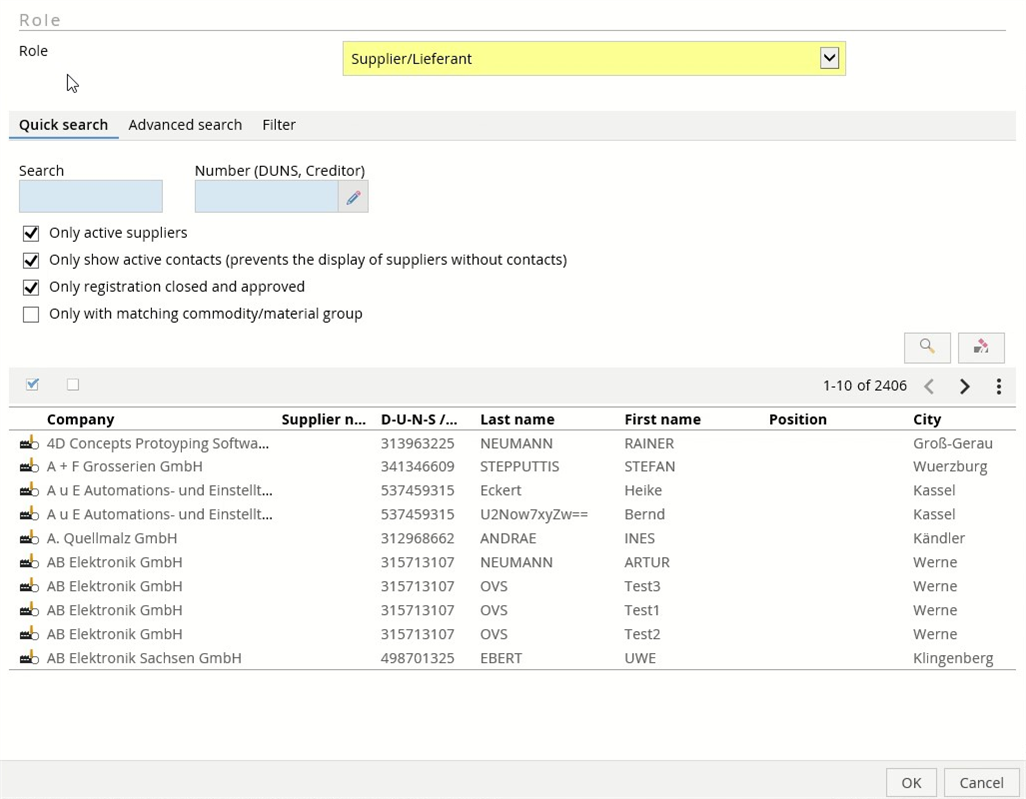 Role
Role
Supplier/Lieferant
Quick search Advanced search Filter
Search Number (DUNS, Creditor)
Only active suppliers
Only show active contacts (prevents the display of suppliers without contacts)
Only registration closed and approved
Only with matching commodity/material group
1-10 of 2406
Company Supplier n... D-U-N-S /... Last name First name Position City
4D Concepts Protoyping Softwa... 313963225 NEUMANN RAINER Groß-Gerau
A + F Grosserien GmbH 341346609 STEPPUTTIS STEFAN Wuerzburg
A u E Automations- und Einstellt... 537459315 Eckert Heike Kassel
A u E Automations- und Einstellt... 537459315 U2Now7xyZw== Bernd Kassel
A. Quellmalz GmbH 312968662 ANDRAE INES Kändler
AB Elektronik GmbH 315713107 NEUMANN ARTUR Werne
AB Elektronik GmbH 315713107 OVS Test3 Werne
AB Elektronik GmbH 315713107 OVS Test1 Werne
AB Elektronik GmbH 315713107 OVS Test2 Werne
AB Elektronik Sachsen GmbH 498701325 EBERT UWE Klingenberg
OK Cancel